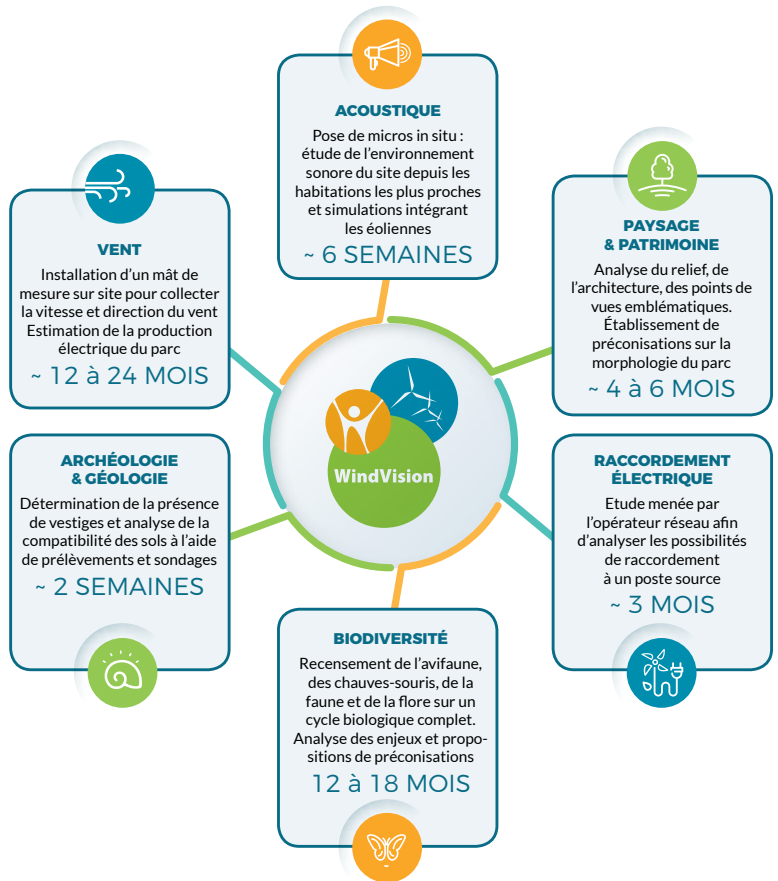 ACOUSTIQUE
Pose de micros in situ :
étude de l'environnement
sonore du site depuis les
habitations les plus proches
et simulations intégrant
les éoliennes
~ 6 SEMAINES
VENT
Installation d'un mât de
mesure sur site pour collecter
la vitesse et direction du vent
Estimation de la production
électrique du parc
~ 12 à 24 MOIS
PAYSAGE
& PATRIMOINE
Analyse du relief, de
l'architecture, des points de
vues emblématiques.
Établissement de
préconisations sur la
morphologie du parc
~ 4 à 6 MOIS
WindVision
ARCHÉOLOGIE
& GÉOLOGIE
Détermination de la présence
de vestiges et analyse de la
compatibilité des sols à l'aide
de prélèvements et sondages
~ 2 SEMAINES
RACCORDEMENT
ÉLECTRIQUE
Etude menée par
l'opérateur réseau afin
d'analyser les possibilités
de raccordement
à un poste source
~ 3 MOIS
BIODIVERSITÉ
Recensement de l'avifaune,
des chauves-souris, de la
faune et de la flore sur un
cycle biologique complet.
Analyse des enjeux et propo-
sitions de préconisations
12 à 18 MOIS